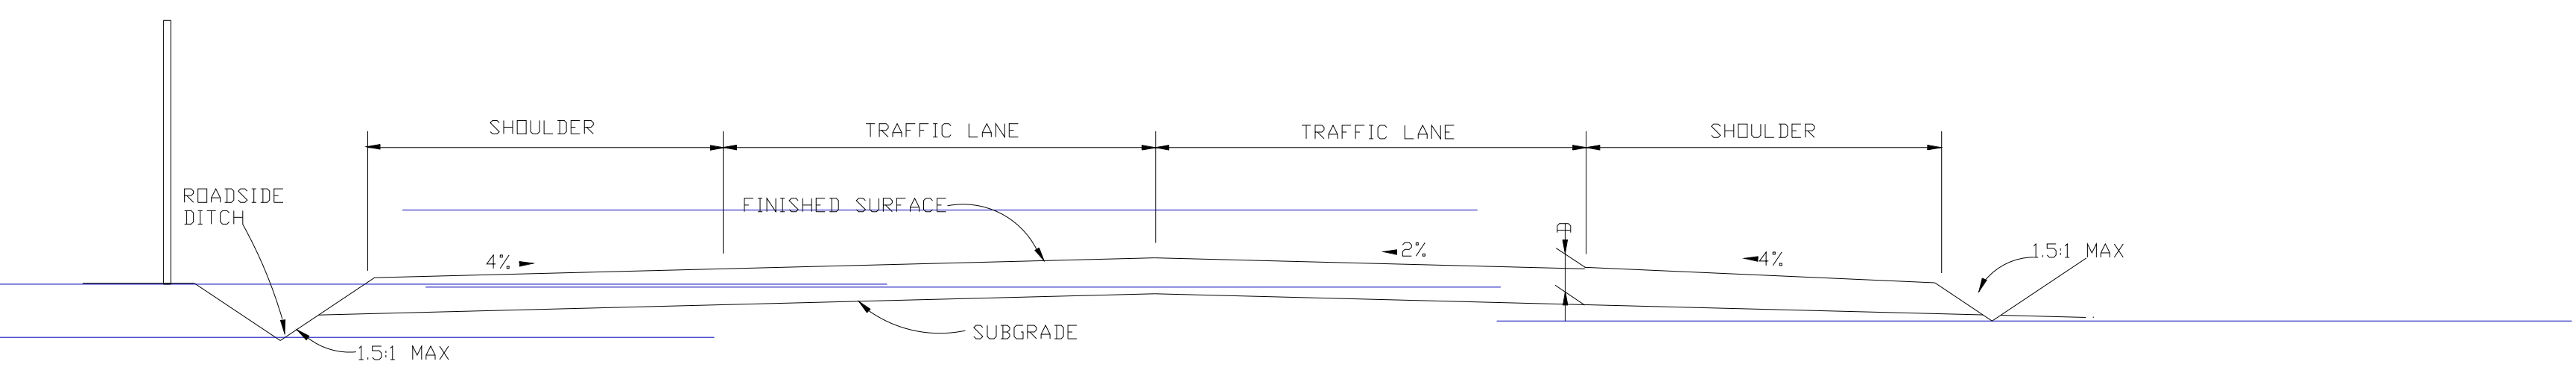 SHOULDER
TRAFFIC LANE
TRAFFIC LANE
SHOULDER
ROADSIDE
DITCH
FINISHED SURFACE
A
4%
2%
4%
1.5:1 MAX
SUBGRADE
1.5:1 MAX